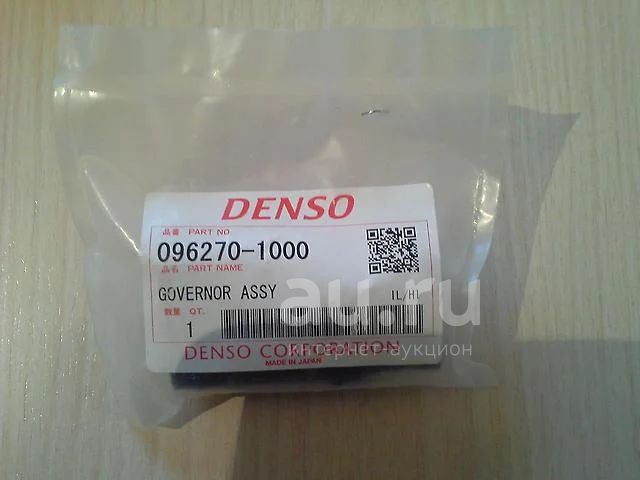 DENSO
品番 PART NO
096270-1000
品名 PART NAME
GOVERNOR ASSY IL/HI
数量 QT.
1
DENSO CORPORATION
MADE IN JAPAN
au.ru
интернет-аукцион